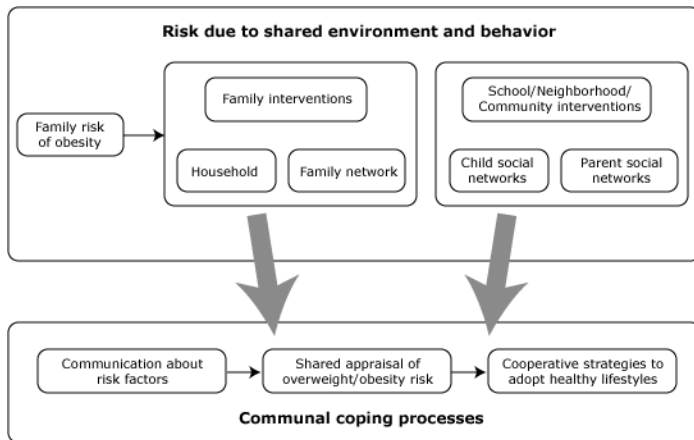 Risk due to shared environment and behavior
Family risk
of obesity
Family interventions
Household
Family network
School/Neighborhood/
Community interventions
Child social
networks
Parent social
networks
Communication about
risk factors
Shared appraisal of
overweight/obesity risk
Cooperative strategies to
adopt healthy lifestyles
Communal coping processes